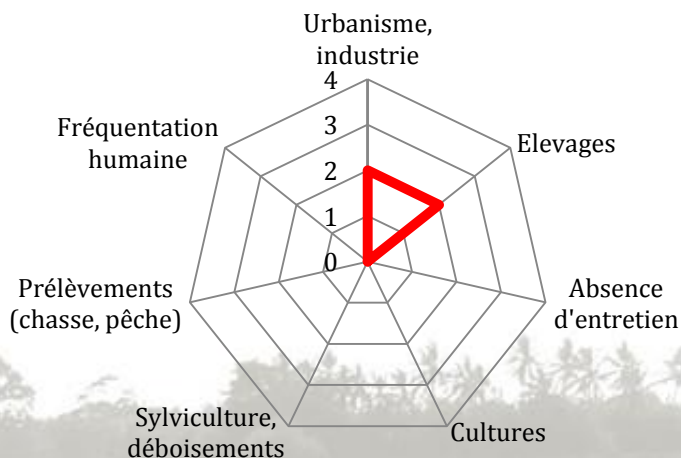 Urbanisme,
industrie
4
3
2
1
0
Fréquentation
humaine
Elevages
Prélèvements
(chasse, pêche)
Absence
d'entretien
Sylviculture,
déboisements
Cultures